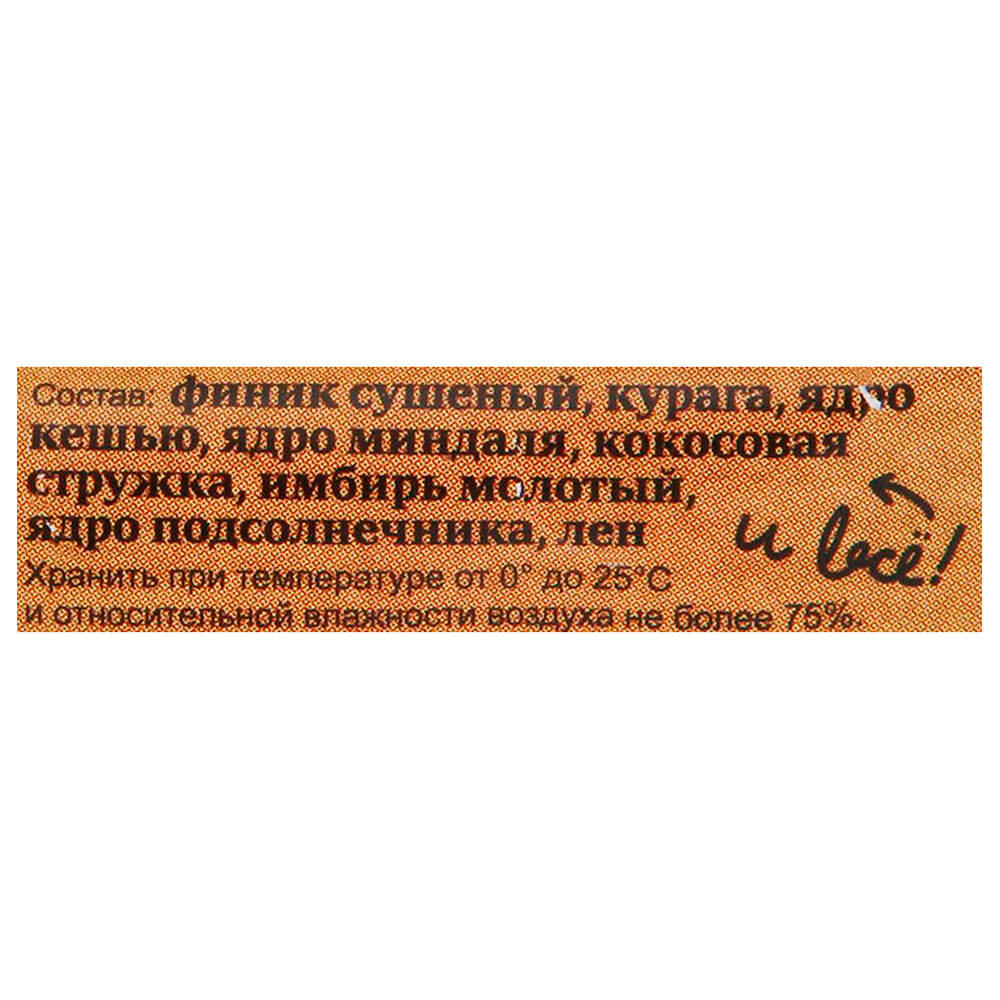 Состав: финик сушеный, курага, ядро
кешью, ядро миндаля, кокосовая
стружка, имбирь молотый,
ядро подсолнечника, лен
и всё!
Хранить при температуре от 0° до 25°С
и относительной влажности воздуха не более 75%.